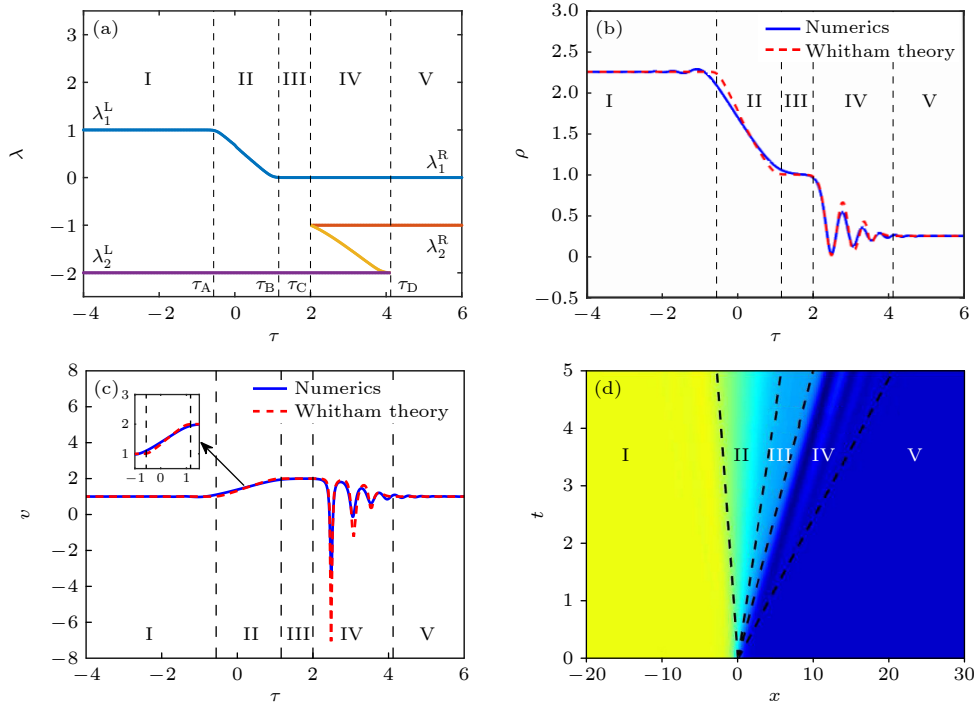 (a)
3
2
1
0
−1
−2
λ
I
II
III
IV
V
λ₁ᴸ
λ₁ᴿ
λ₂ᴸ
λ₂ᴿ
τA
τB
τC
τD
−4
−2
0
2
4
6
τ
(b)
3.0
2.5
2.0
1.5
1.0
0.5
0
−0.5
ρ
Numerics
Whitham theory
I
II
III
IV
V
−4
−2
0
2
4
6
τ
(c)
8
6
4
2
0
−2
−4
−6
−8
v
Numerics
Whitham theory
3
2
1
−1
0
1
I
II
III
IV
V
−4
−2
0
2
4
6
τ
(d)
5
4
3
2
1
0
t
I
II
III
IV
V
−20
−10
0
10
20
30
x